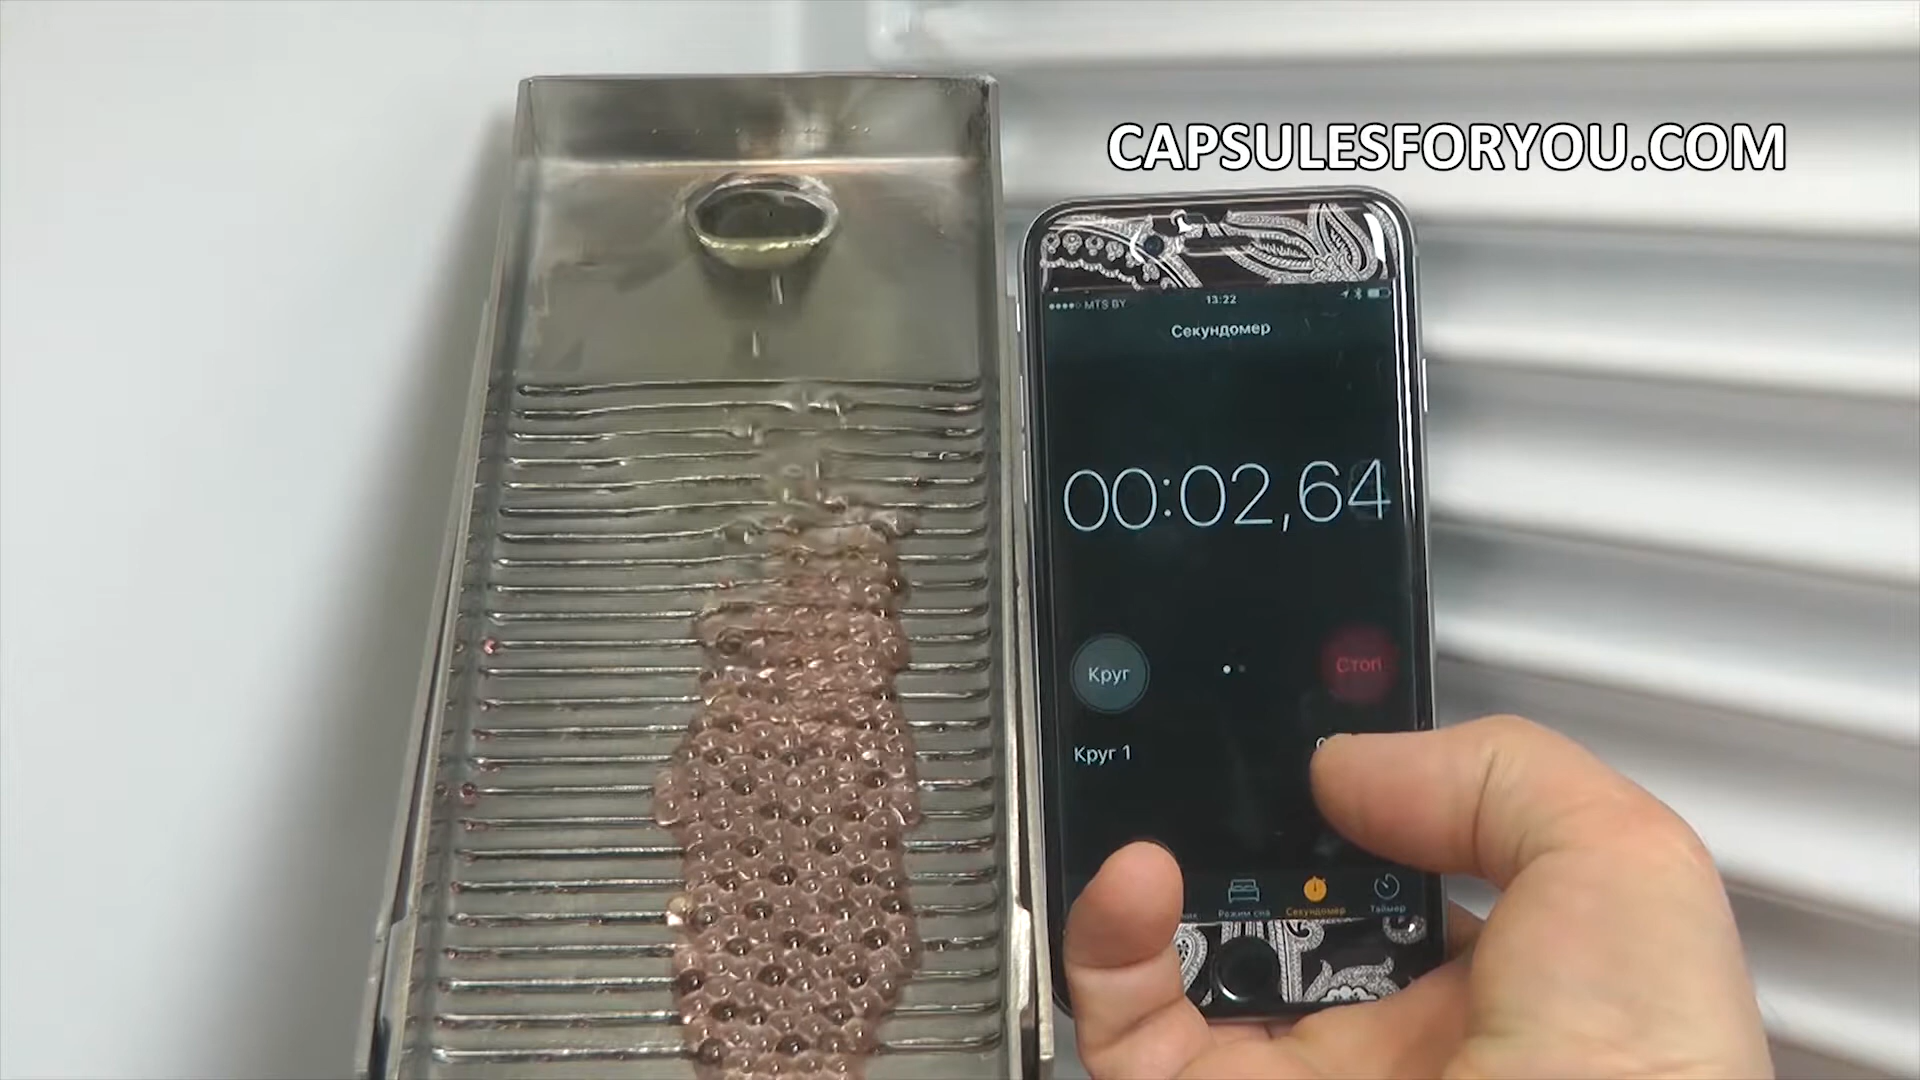 CAPSULESFORYOU.COM
MTS BY 13:22
Секундомер
00:02,64
Круг Стоп
Круг 1
Режим сна Секундомер Таймер